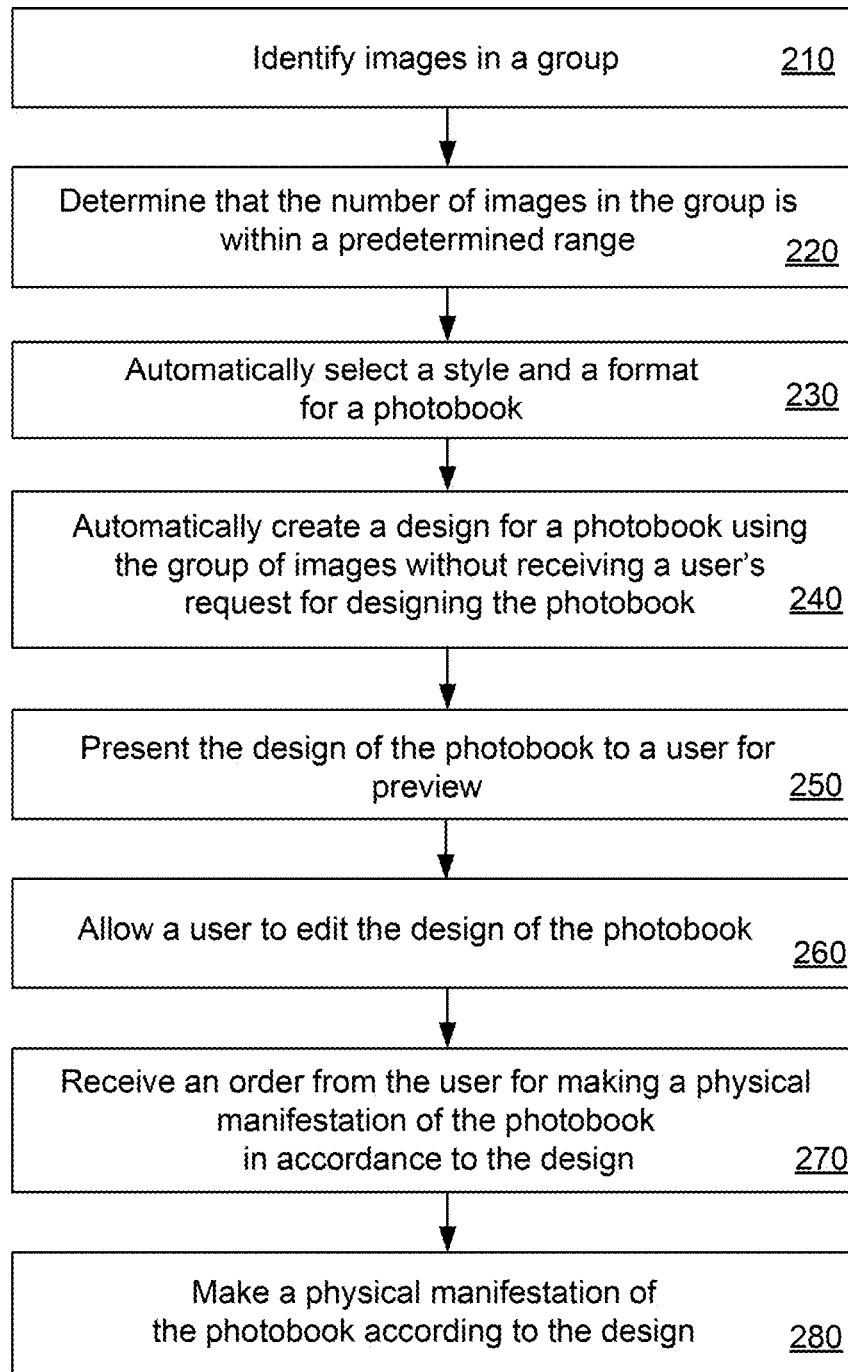 Identify images in a group 210
Determine that the number of images in the group is
within a predetermined range
220
Automatically select a style and a format
for a photobook 230
Automatically create a design for a photobook using
the group of images without receiving a user's
request for designing the photobook 240
Present the design of the photobook to a user for
preview 250
Allow a user to edit the design of the photobook
260
Receive an order from the user for making a physical
manifestation of the photobook
in accordance to the design 270
Make a physical manifestation of
the photobook according to the design 280